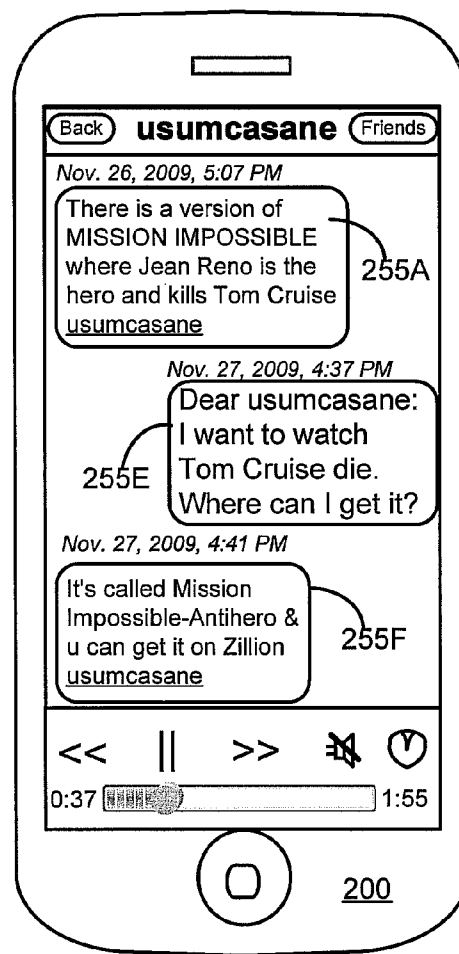 Back usumcasane Friends
Nov. 26, 2009, 5:07 PM
There is a version of
MISSION IMPOSSIBLE
where Jean Reno is the
hero and kills Tom Cruise
usumcasane
255A
Nov. 27, 2009, 4:37 PM
Dear usumcasane:
I want to watch
Tom Cruise die.
Where can I get it?
255E
Nov. 27, 2009, 4:41 PM
It's called Mission
Impossible-Antihero &
u can get it on Zillion
usumcasane
255F
<< || >>
0:37 1:55
200